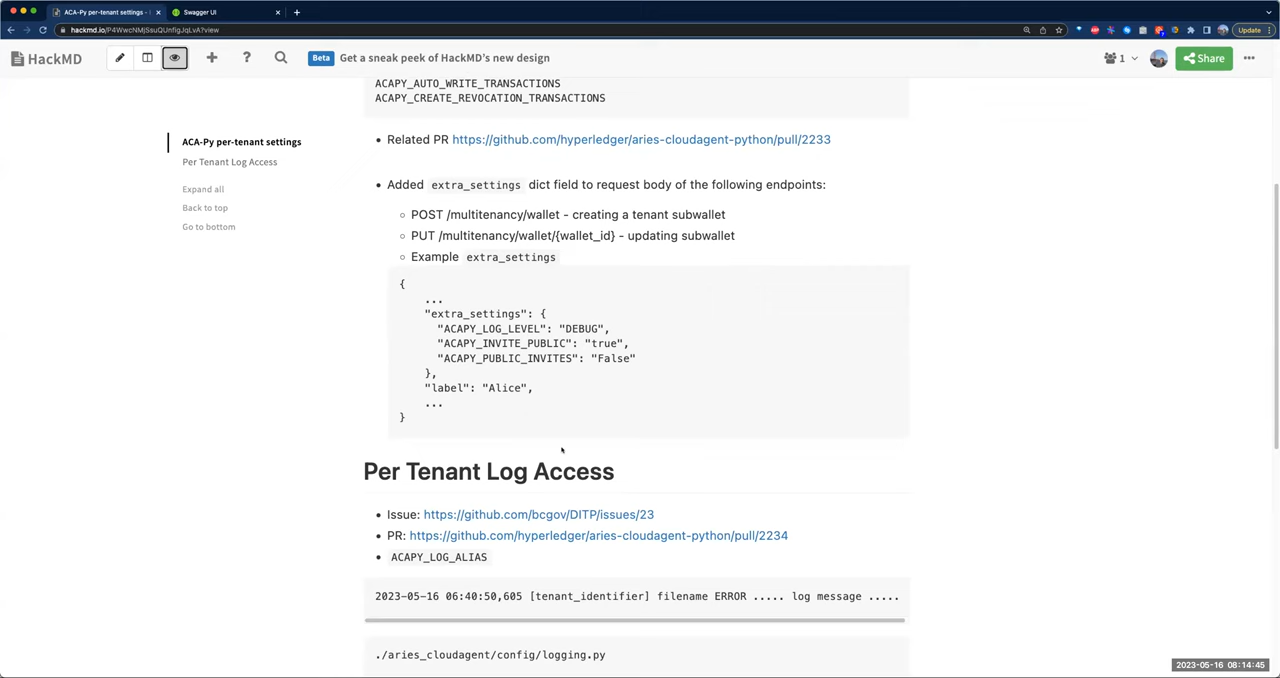 ACA-Py per-tenant settings -
Swagger UI
hackmd.io/P4WwcNMjSsuQUnfigJqLvA?view
Update
HackMD
Beta
Get a sneak peek of HackMD's new design
1
Share
ACAPY_AUTO_WRITE_TRANSACTIONS
ACAPY_CREATE_REVOCATION_TRANSACTIONS
ACA-Py per-tenant settings
Per Tenant Log Access
Expand all
Back to top
Go to bottom
• Related PR https://github.com/hyperledger/aries-cloudagent-python/pull/2233
• Added extra_settings dict field to request body of the following endpoints:
○ POST /multitenancy/wallet - creating a tenant subwallet
○ PUT /multitenancy/wallet/{wallet_id} - updating subwallet
○ Example extra_settings
{
...
"extra_settings": {
"ACAPY_LOG_LEVEL": "DEBUG",
"ACAPY_INVITE_PUBLIC": "true",
"ACAPY_PUBLIC_INVITES": "False"
},
"label": "Alice",
...
}
Per Tenant Log Access
• Issue: https://github.com/bcgov/DITP/issues/23
• PR: https://github.com/hyperledger/aries-cloudagent-python/pull/2234
• ACAPY_LOG_ALIAS
2023-05-16 06:40:50,605 [tenant_identifier] filename ERROR ..... log message .....
./aries_cloudagent/config/logging.py
2023-05-16 08:14:45